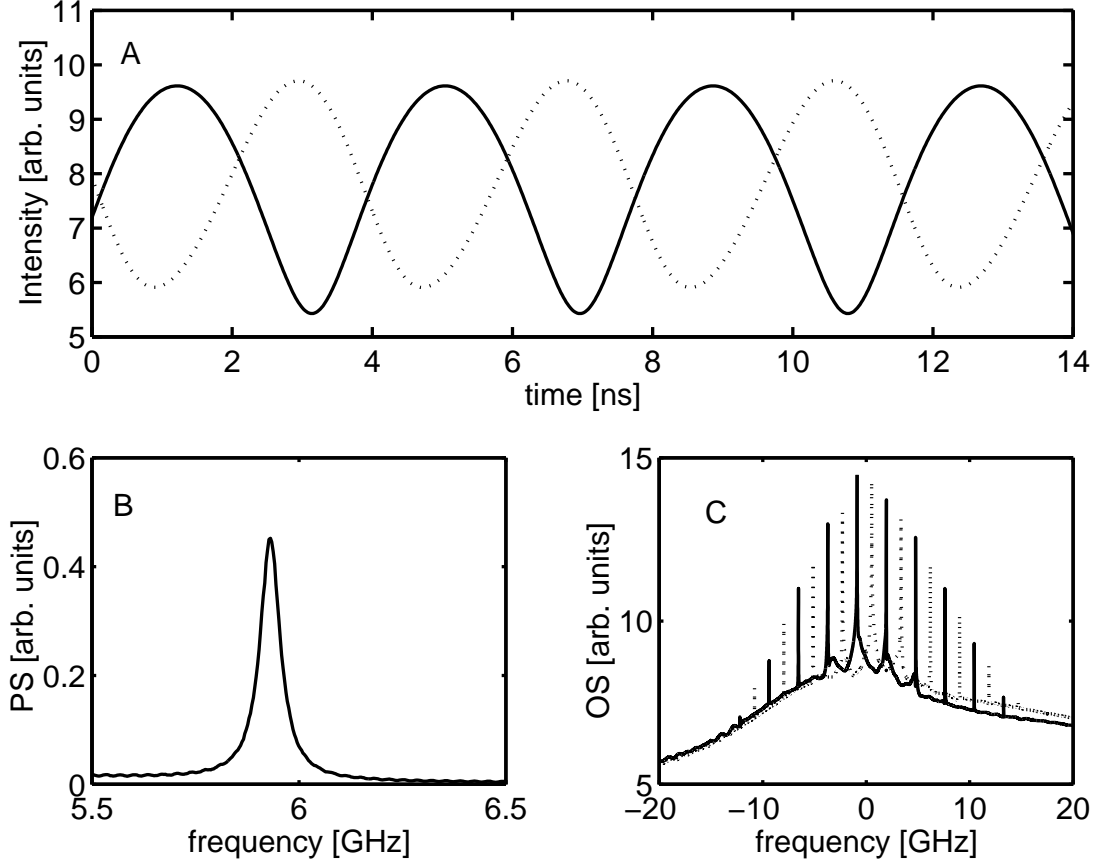 A
Intensity [arb. units]
11
10
9
8
7
6
5
0 2 4 6 8 10 12 14
time [ns]
B
PS [arb. units]
0.6
0.4
0.2
0
5.5 6 6.5
frequency [GHz]
C
OS [arb. units]
15
10
5
−20 −10 0 10 20
frequency [GHz]